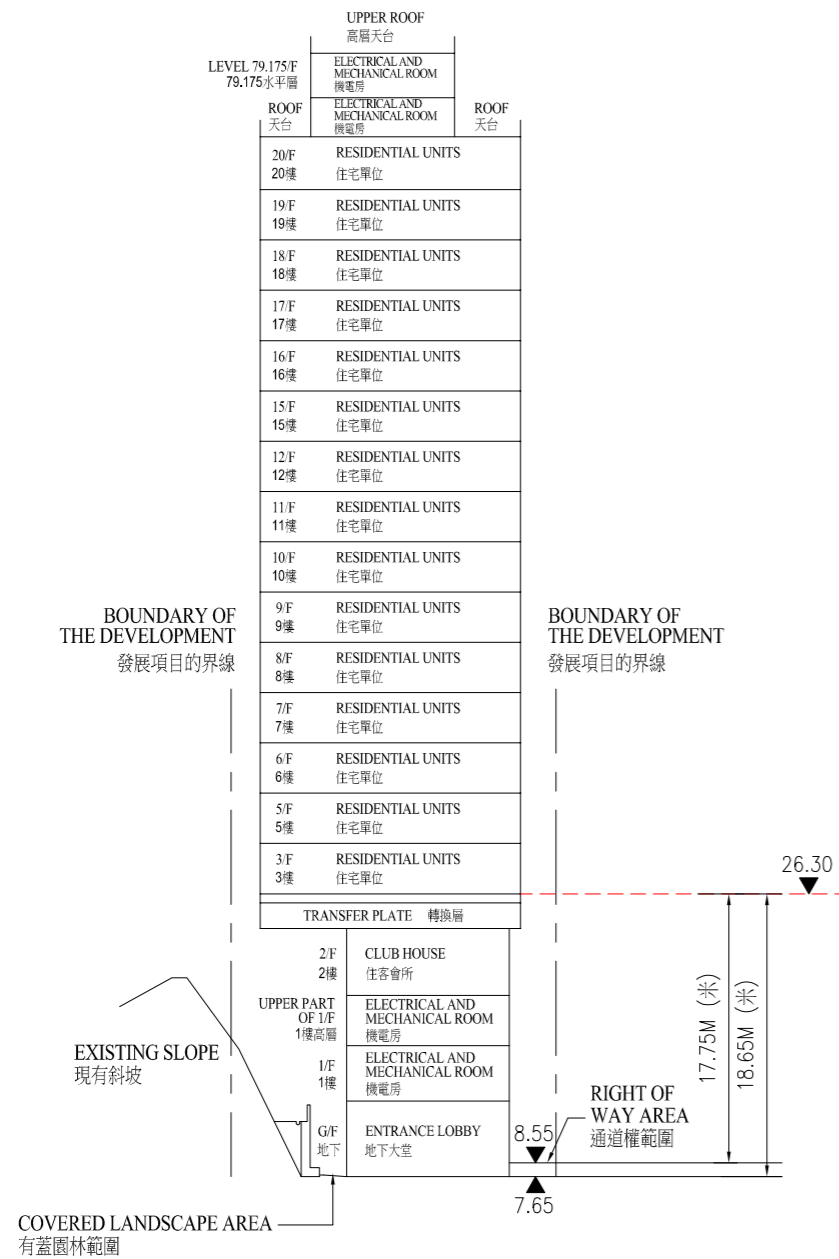 UPPER ROOF
高層天台
LEVEL 79.175/F
79.175水平層
ELECTRICAL AND
MECHANICAL ROOM
機電房
ROOF
天台
ELECTRICAL AND
MECHANICAL ROOM
機電房
ROOF
天台
20/F RESIDENTIAL UNITS
20樓 住宅單位
19/F RESIDENTIAL UNITS
19樓 住宅單位
18/F RESIDENTIAL UNITS
18樓 住宅單位
17/F RESIDENTIAL UNITS
17樓 住宅單位
16/F RESIDENTIAL UNITS
16樓 住宅單位
15/F RESIDENTIAL UNITS
15樓 住宅單位
12/F RESIDENTIAL UNITS
12樓 住宅單位
11/F RESIDENTIAL UNITS
11樓 住宅單位
10/F RESIDENTIAL UNITS
10樓 住宅單位
9/F RESIDENTIAL UNITS
9樓 住宅單位
BOUNDARY OF
THE DEVELOPMENT
發展項目的界線
BOUNDARY OF
THE DEVELOPMENT
發展項目的界線
8/F RESIDENTIAL UNITS
8樓 住宅單位
7/F RESIDENTIAL UNITS
7樓 住宅單位
6/F RESIDENTIAL UNITS
6樓 住宅單位
5/F RESIDENTIAL UNITS
5樓 住宅單位
3/F RESIDENTIAL UNITS
3樓 住宅單位
26.30
TRANSFER PLATE 轉換層
2/F CLUB HOUSE
2樓 住客會所
UPPER PART
OF 1/F
1樓高層
ELECTRICAL AND
MECHANICAL ROOM
機電房
17.75M (米)
18.65M (米)
EXISTING SLOPE
現有斜坡
1/F
1樓
ELECTRICAL AND
MECHANICAL ROOM
機電房
RIGHT OF
WAY AREA
通道權範圍
G/F ENTRANCE LOBBY
地下 地下大堂
8.55
7.65
COVERED LANDSCAPE AREA
有蓋園林範圍